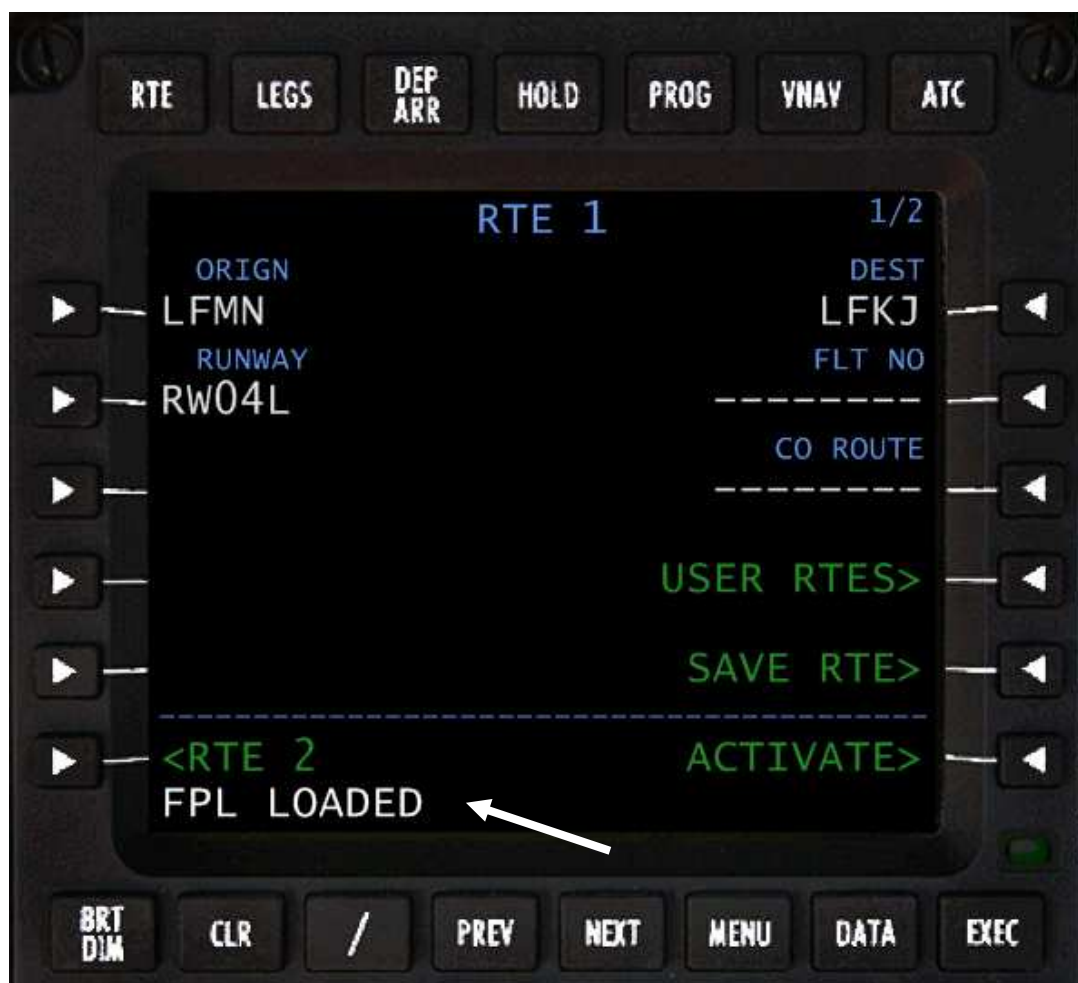 RTE LEGS DEP ARR HOLD PROG VNAV ATC
RTE 1 1/2
ORIGN DEST
LFMN LFKJ
RUNWAY FLT NO
RW04L --------
CO ROUTE
--------
USER RTES>
SAVE RTE>
------------------------------
<RTE 2 ACTIVATE>
FPL LOADED
BRT DIM CLR / PREV NEXT MENU DATA EXEC